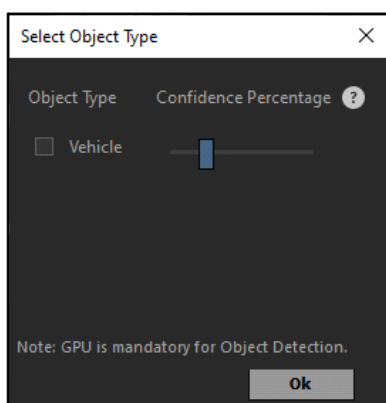 Select Object Type
Object Type Confidence Percentage ?
Vehicle
Note: GPU is mandatory for Object Detection.
Ok